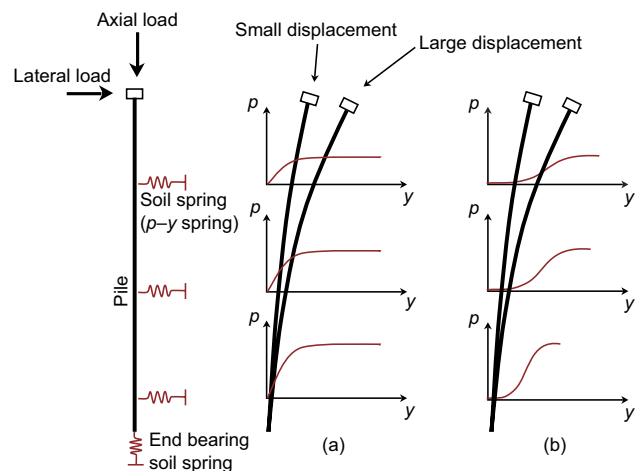 Axial load
Lateral load
Small displacement
Large displacement
Soil spring
(p–y spring)
Pile
End bearing
soil spring
p
y
p
y
p
y
(a)
p
y
p
y
p
y
(b)